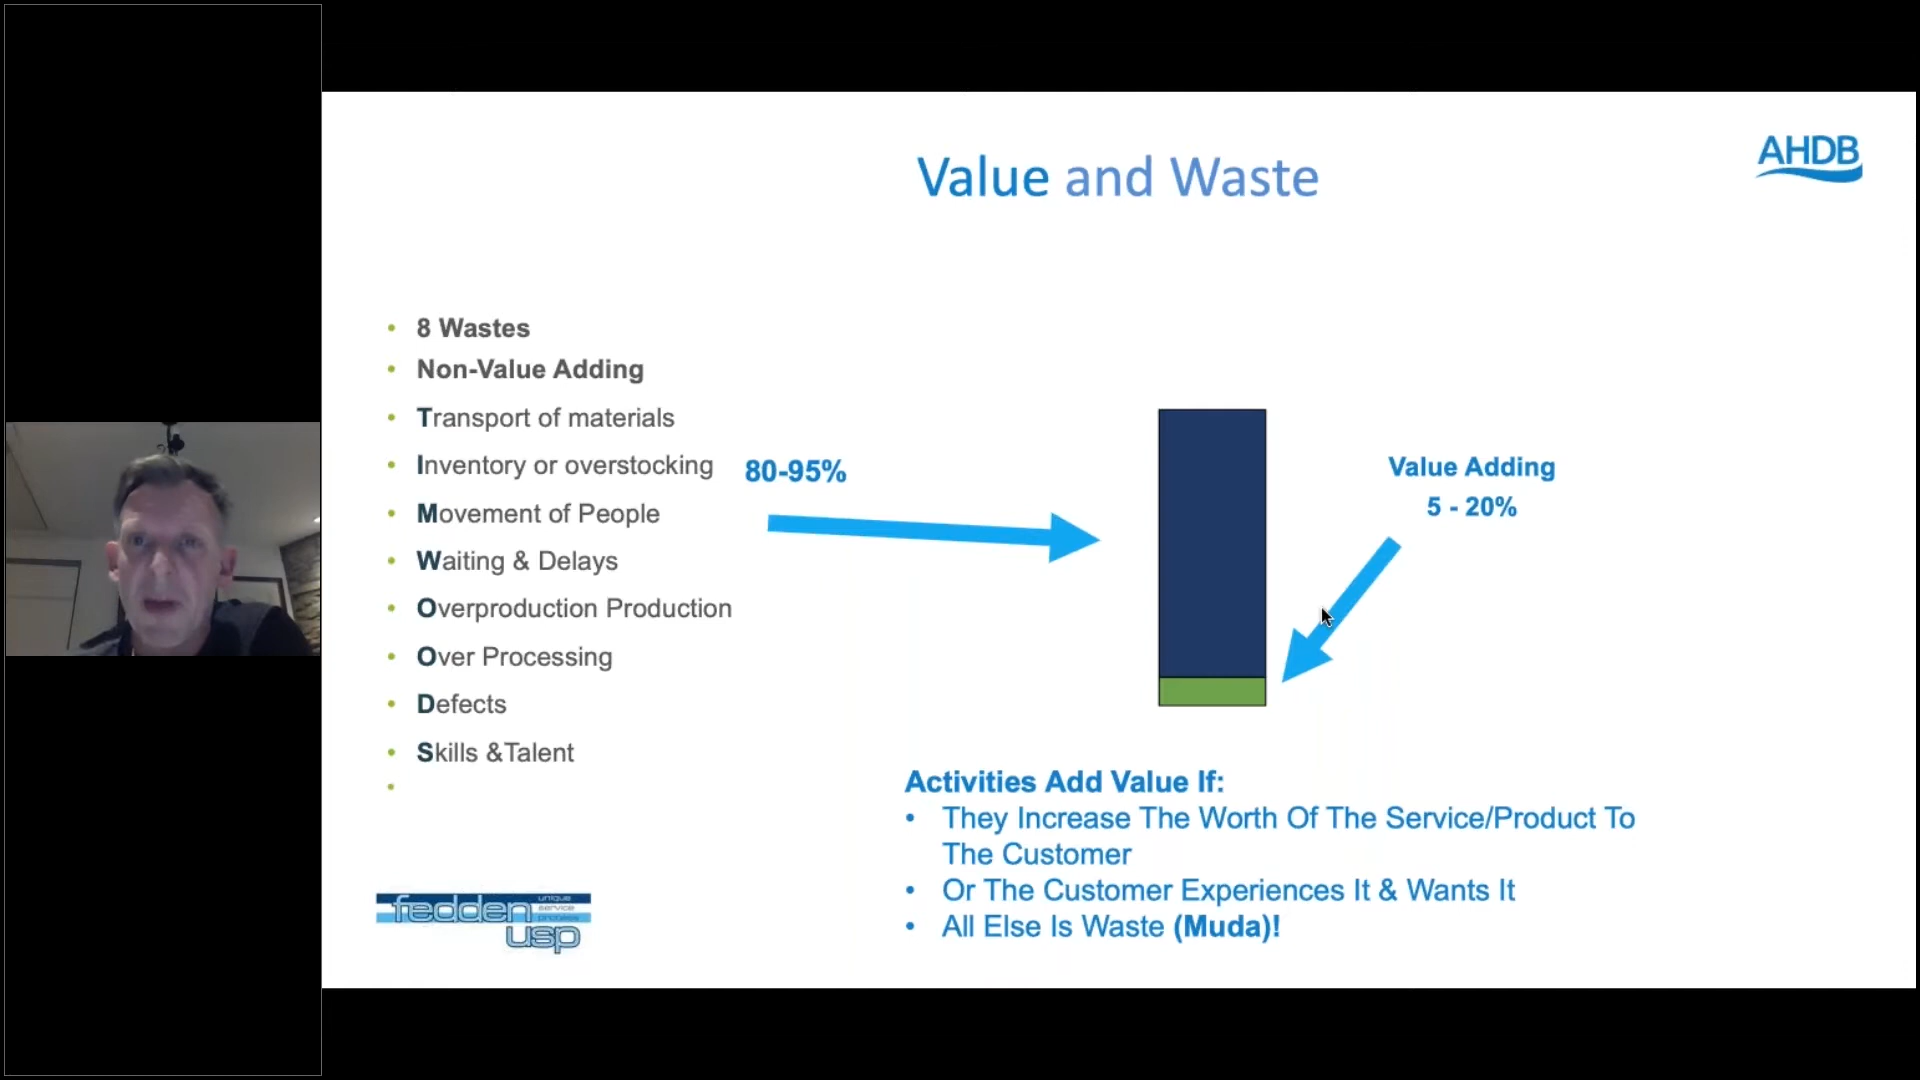 Value and Waste
AHDB
8 Wastes
Non-Value Adding
Transport of materials
Inventory or overstocking
Movement of People
Waiting & Delays
Overproduction Production
Over Processing
Defects
Skills &Talent
80-95%
Value Adding
5 - 20%
Activities Add Value If:
They Increase The Worth Of The Service/Product To
The Customer
Or The Customer Experiences It & Wants It
All Else Is Waste (Muda)!
fedden
unique
service
process
usp